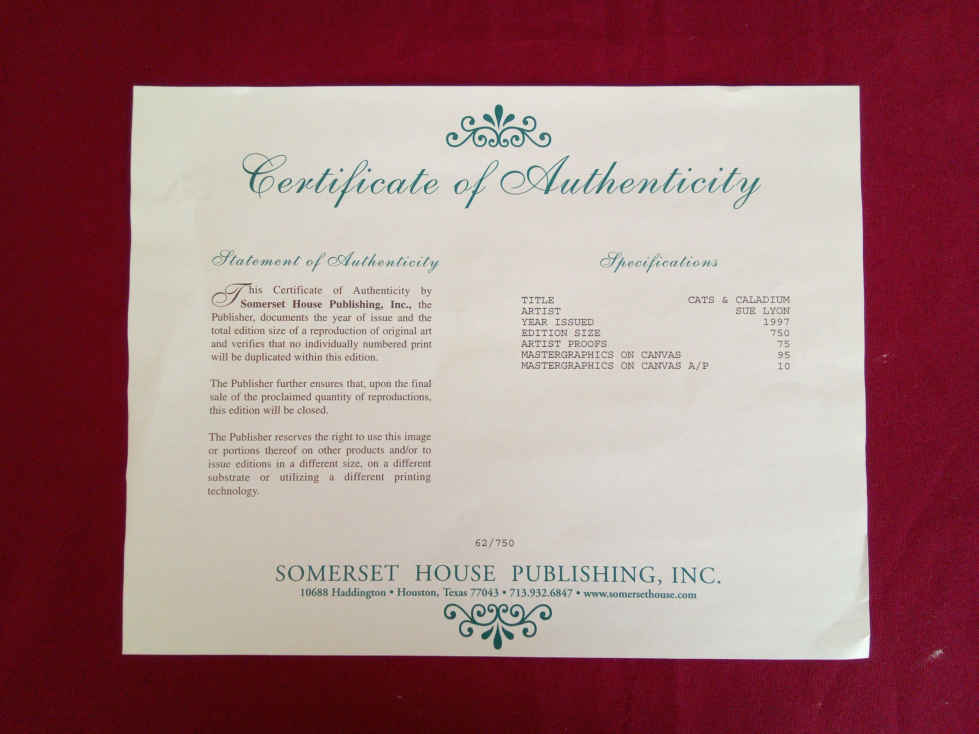 Certificate of Authenticity
Statement of Authenticity
This Certificate of Authenticity by
Somerset House Publishing, Inc., the
Publisher, documents the year of issue and the
total edition size of a reproduction of original art
and verifies that no individually numbered print
will be duplicated within this edition.
The Publisher further ensures that, upon the final
sale of the proclaimed quantity of reproductions,
this edition will be closed.
The Publisher reserves the right to use this image
or portions thereof on other products and/or to
issue editions in a different size, on a different
substrate or utilizing a different printing
technology.
Specifications
TITLE CATS & CALADIUM
ARTIST SUE LYON
YEAR ISSUED 1997
EDITION SIZE 750
ARTIST PROOFS 75
MASTERGRAPHICS ON CANVAS 95
MASTERGRAPHICS ON CANVAS A/P 10
62/750
SOMERSET HOUSE PUBLISHING, INC.
10688 Haddington • Houston, Texas 77043 • 713.932.6847 • www.somersethouse.com